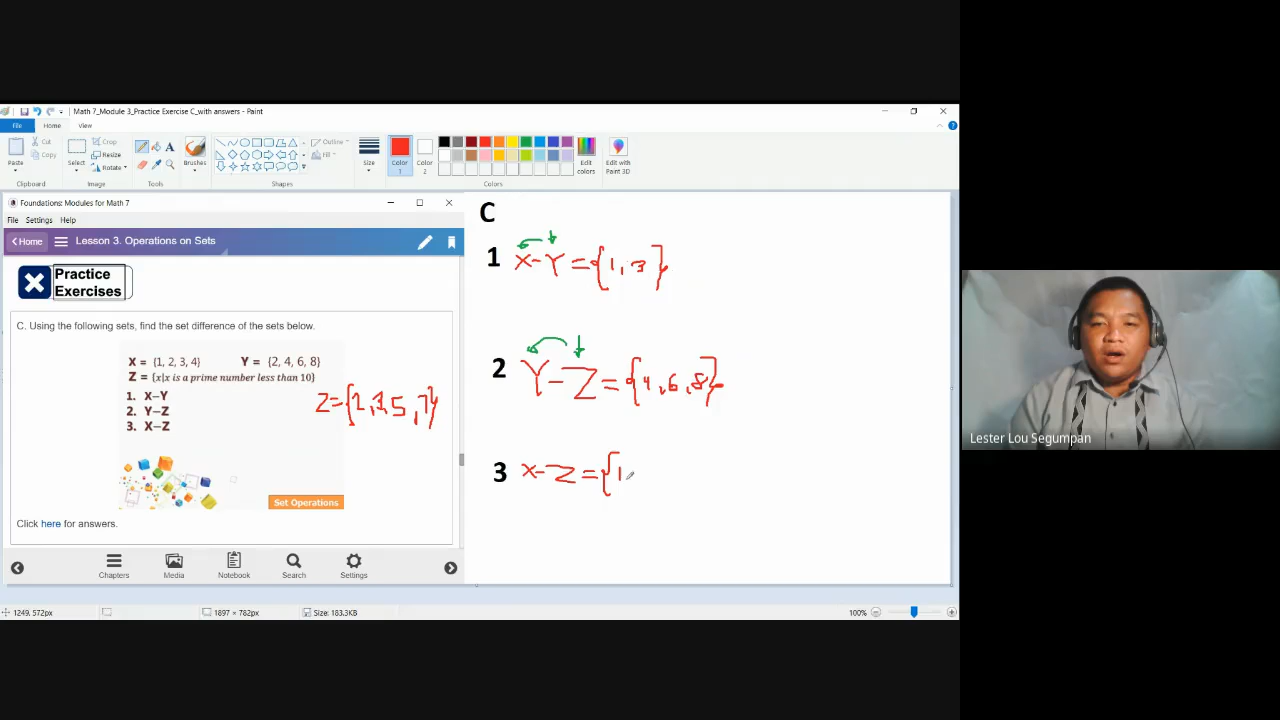 Math 7_Module 3_Practice Exercise C_with answers - Paint
File Home View
Paste
Cut
Copy
Clipboard
Select
Crop
Resize
Rotate
Image
Tools
Brushes
Outline
Fill
Shapes
Size
Color 1
Color 2
Edit colors
Colors
Edit with Paint 3D
Foundations: Modules for Math 7
File Settings Help
Home
Lesson 3. Operations on Sets
Practice
Exercises
C. Using the following sets, find the set difference of the sets below.
X = {1, 2, 3, 4} Y = {2, 4, 6, 8}
Z = {x|x is a prime number less than 10}
1. X–Y
2. Y–Z
3. X–Z
Z={2,3,5,7}
Set Operations
Click here for answers.
Chapters Media Notebook Search Settings
C
1 X-Y={1,3}
2 Y-Z={4,6,8}
3 X-Z={1
1249, 572px
1897 × 782px
Size: 183.3KB
100%
Lester Lou Segumpan